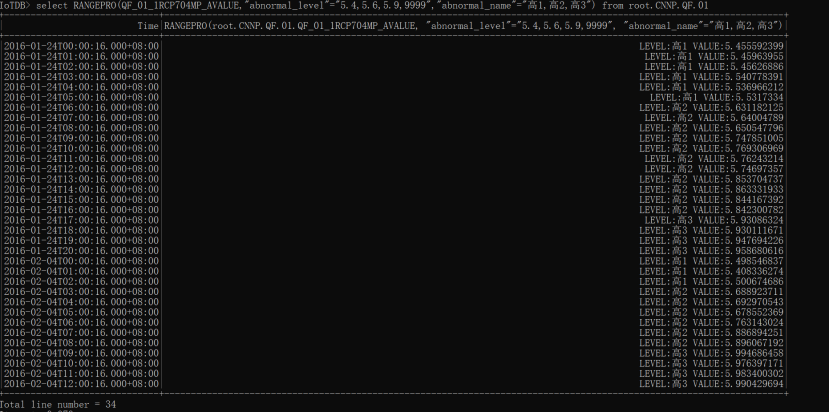 IoTDB> select RANGEPRO(QF_01_1RCP704MP_AVALUE,"abnormal_level"="5.4,5.6,5.9,9999","abnormal_name"="高1,高2,高3") from root.CNNP.QF.01
Time|RANGEPRO(root.CNNP.QF.01.QF_01_1RCP704MP_AVALUE, "abnormal_level"="5.4,5.6,5.9,9999", "abnormal_name"="高1,高2,高3")|
|2016-01-24T00:00:16.000+08:00| LEVEL:高1 VALUE:5.455592399|
|2016-01-24T01:00:16.000+08:00| LEVEL:高1 VALUE:5.45963955|
|2016-01-24T02:00:16.000+08:00| LEVEL:高1 VALUE:5.45626886|
|2016-01-24T03:00:16.000+08:00| LEVEL:高1 VALUE:5.540778391|
|2016-01-24T04:00:16.000+08:00| LEVEL:高1 VALUE:5.536966212|
|2016-01-24T05:00:16.000+08:00| LEVEL:高1 VALUE:5.5317334|
|2016-01-24T06:00:16.000+08:00| LEVEL:高2 VALUE:5.631182125|
|2016-01-24T07:00:16.000+08:00| LEVEL:高2 VALUE:5.64004789|
|2016-01-24T08:00:16.000+08:00| LEVEL:高2 VALUE:5.650547796|
|2016-01-24T09:00:16.000+08:00| LEVEL:高2 VALUE:5.747851005|
|2016-01-24T10:00:16.000+08:00| LEVEL:高2 VALUE:5.769306969|
|2016-01-24T11:00:16.000+08:00| LEVEL:高2 VALUE:5.76243214|
|2016-01-24T12:00:16.000+08:00| LEVEL:高2 VALUE:5.74697357|
|2016-01-24T13:00:16.000+08:00| LEVEL:高2 VALUE:5.853704737|
|2016-01-24T14:00:16.000+08:00| LEVEL:高2 VALUE:5.863331933|
|2016-01-24T15:00:16.000+08:00| LEVEL:高2 VALUE:5.844167392|
|2016-01-24T16:00:16.000+08:00| LEVEL:高2 VALUE:5.842300782|
|2016-01-24T17:00:16.000+08:00| LEVEL:高3 VALUE:5.93086324|
|2016-01-24T18:00:16.000+08:00| LEVEL:高3 VALUE:5.930111671|
|2016-01-24T19:00:16.000+08:00| LEVEL:高3 VALUE:5.947694226|
|2016-01-24T20:00:16.000+08:00| LEVEL:高3 VALUE:5.958680616|
|2016-02-04T00:00:16.000+08:00| LEVEL:高1 VALUE:5.498546837|
|2016-02-04T01:00:16.000+08:00| LEVEL:高1 VALUE:5.408336274|
|2016-02-04T02:00:16.000+08:00| LEVEL:高1 VALUE:5.500674686|
|2016-02-04T03:00:16.000+08:00| LEVEL:高2 VALUE:5.688923711|
|2016-02-04T04:00:16.000+08:00| LEVEL:高2 VALUE:5.692970543|
|2016-02-04T05:00:16.000+08:00| LEVEL:高2 VALUE:5.678552369|
|2016-02-04T06:00:16.000+08:00| LEVEL:高2 VALUE:5.763143024|
|2016-02-04T07:00:16.000+08:00| LEVEL:高2 VALUE:5.886894251|
|2016-02-04T08:00:16.000+08:00| LEVEL:高2 VALUE:5.896067192|
|2016-02-04T09:00:16.000+08:00| LEVEL:高3 VALUE:5.994686458|
|2016-02-04T10:00:16.000+08:00| LEVEL:高3 VALUE:5.976397171|
|2016-02-04T11:00:16.000+08:00| LEVEL:高3 VALUE:5.983400302|
|2016-02-04T12:00:16.000+08:00| LEVEL:高3 VALUE:5.990429694|
Total line number = 34